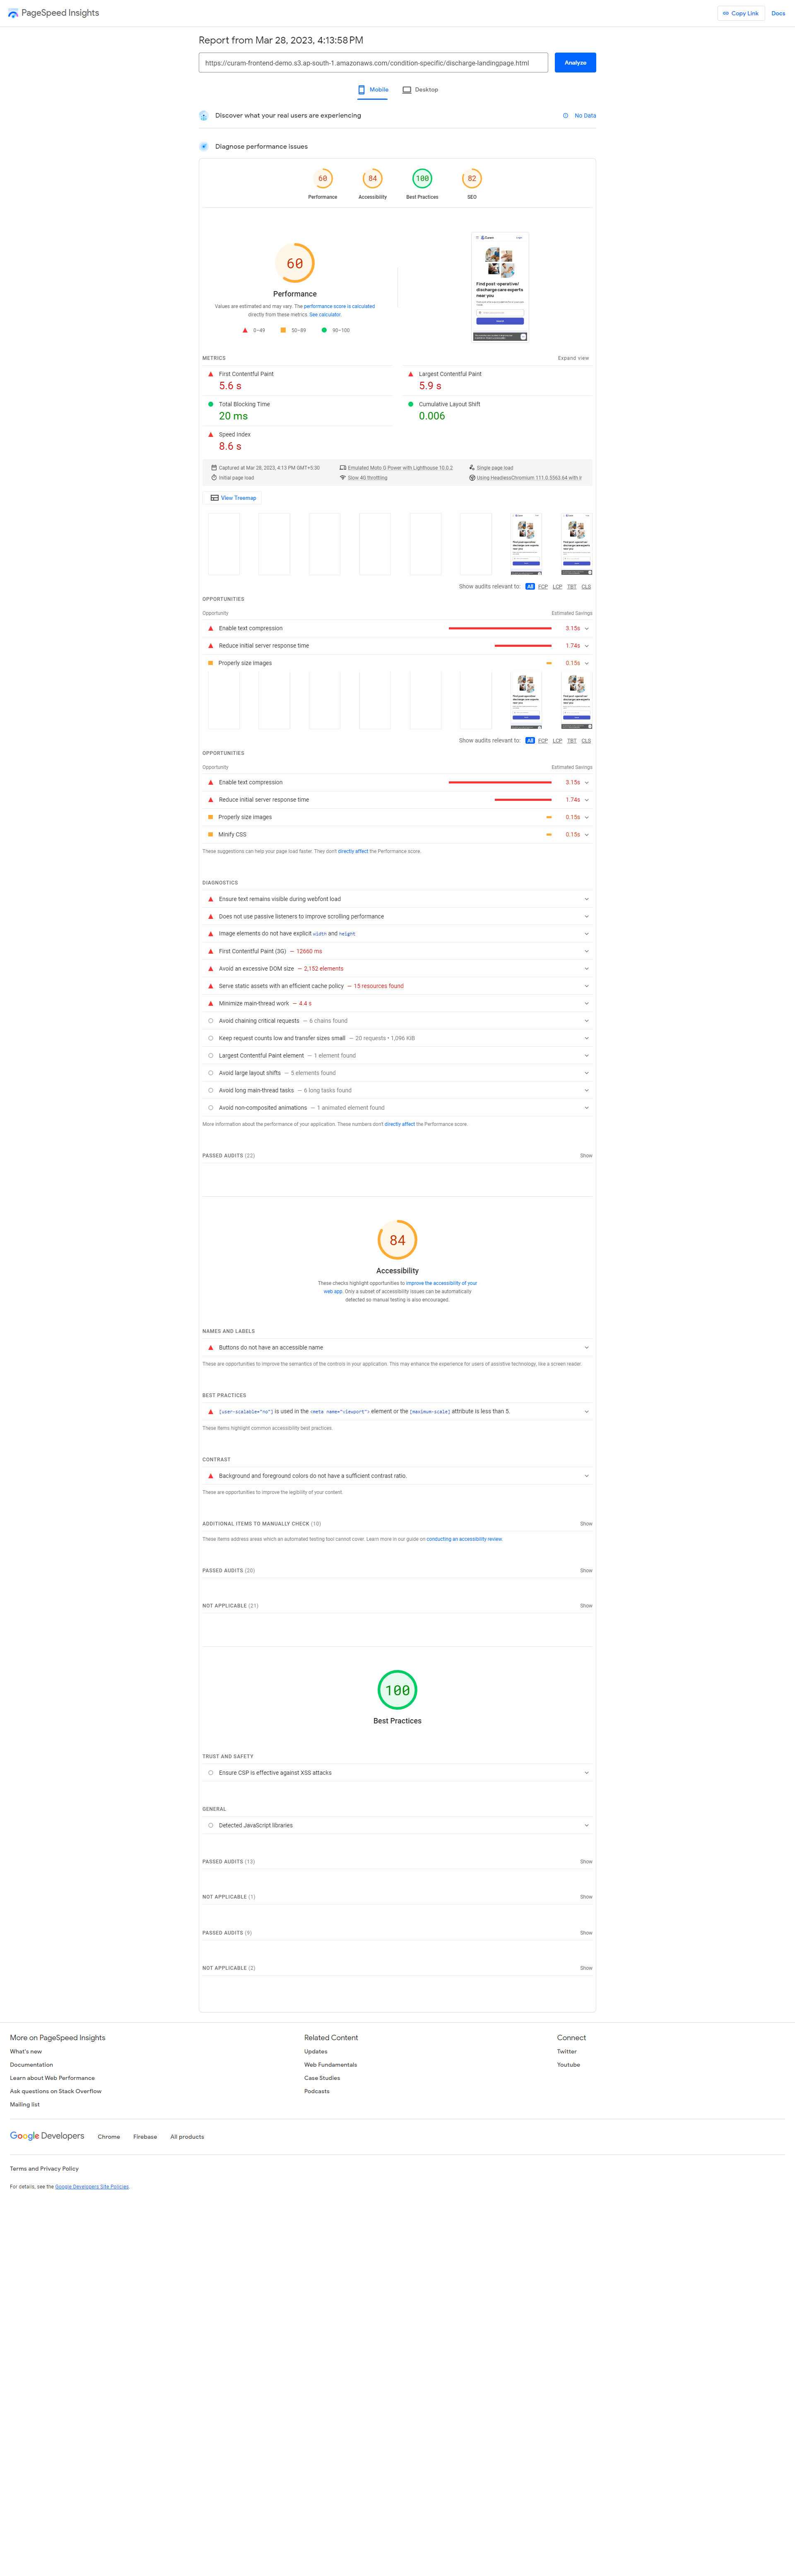 PageSpeed Insights
Copy Link
Docs
Report from Mar 28, 2023, 4:13:58 PM
https://curam-frontend-demo.s3.ap-south-1.amazonaws.com/condition-specific/discharge-landingpage.html
Analyze
Mobile
Desktop
Discover what your real users are experiencing
No Data
Diagnose performance issues
60
84
100
82
Performance
Accessibility
Best Practices
SEO
60
Performance
Values are estimated and may vary. The performance score is calculated
directly from these metrics. See calculator.
0–49
50–89
90–100
Find post-operative/
discharge care experts
near you
METRICS
Expand view
First Contentful Paint
5.6 s
Largest Contentful Paint
5.9 s
Total Blocking Time
20 ms
Cumulative Layout Shift
0.006
Speed Index
8.6 s
Captured at Mar 28, 2023, 4:13 PM GMT+5:30
Emulated Moto G Power with Lighthouse 10.0.2
Single page load
Initial page load
Slow 4G throttling
Using HeadlessChromium 111.0.5563.64 with lr
View Treemap
Show audits relevant to: All FCP LCP TBT CLS
OPPORTUNITIES
Opportunity
Estimated Savings
Enable text compression
3.15s
Reduce initial server response time
1.74s
Properly size images
0.15s
Show audits relevant to: All FCP LCP TBT CLS
OPPORTUNITIES
Opportunity
Estimated Savings
Enable text compression
3.15s
Reduce initial server response time
1.74s
Properly size images
0.15s
Minify CSS
0.15s
These suggestions can help your page load faster. They don't directly affect the Performance score.
DIAGNOSTICS
Ensure text remains visible during webfont load
Does not use passive listeners to improve scrolling performance
Image elements do not have explicit width and height
First Contentful Paint (3G) — 12660 ms
Avoid an excessive DOM size — 2,152 elements
Serve static assets with an efficient cache policy — 15 resources found
Minimize main-thread work — 4.4 s
Avoid chaining critical requests — 6 chains found
Keep request counts low and transfer sizes small — 20 requests • 1,096 KiB
Largest Contentful Paint element — 1 element found
Avoid large layout shifts — 5 elements found
Avoid long main-thread tasks — 6 long tasks found
Avoid non-composited animations — 1 animated element found
More information about the performance of your application. These numbers don't directly affect the Performance score.
PASSED AUDITS (22)
Show
84
Accessibility
These checks highlight opportunities to improve the accessibility of your
web app. Only a subset of accessibility issues can be automatically
detected so manual testing is also encouraged.
NAMES AND LABELS
Buttons do not have an accessible name
These are opportunities to improve the semantics of the controls in your application. This may enhance the experience for users of assistive technology, like a screen reader.
BEST PRACTICES
[user-scalable="no"] is used in the <meta name="viewport"> element or the [maximum-scale] attribute is less than 5.
These items highlight common accessibility best practices.
CONTRAST
Background and foreground colors do not have a sufficient contrast ratio.
These are opportunities to improve the legibility of your content.
ADDITIONAL ITEMS TO MANUALLY CHECK (10)
Show
These items address areas which an automated testing tool cannot cover. Learn more in our guide on conducting an accessibility review.
PASSED AUDITS (20)
Show
NOT APPLICABLE (21)
Show
100
Best Practices
TRUST AND SAFETY
Ensure CSP is effective against XSS attacks
GENERAL
Detected JavaScript libraries
PASSED AUDITS (13)
Show
NOT APPLICABLE (1)
Show
PASSED AUDITS (9)
Show
NOT APPLICABLE (2)
Show
More on PageSpeed Insights
What's new
Documentation
Learn about Web Performance
Ask questions on Stack Overflow
Mailing list
Related Content
Updates
Web Fundamentals
Case Studies
Podcasts
Connect
Twitter
Youtube
Google Developers
Chrome
Firebase
All products
Terms and Privacy Policy
For details, see the Google Developers Site Policies.